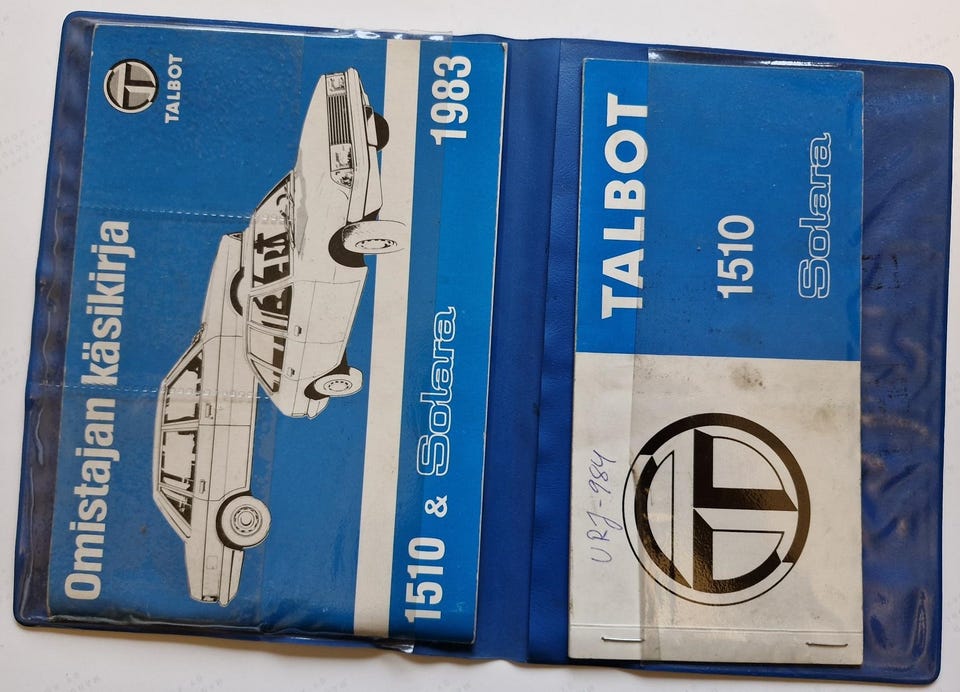 TALBOT
Omistajan käsikirja
1510 & Solara 1983
TALBOT
1510
Solara
URJ-984